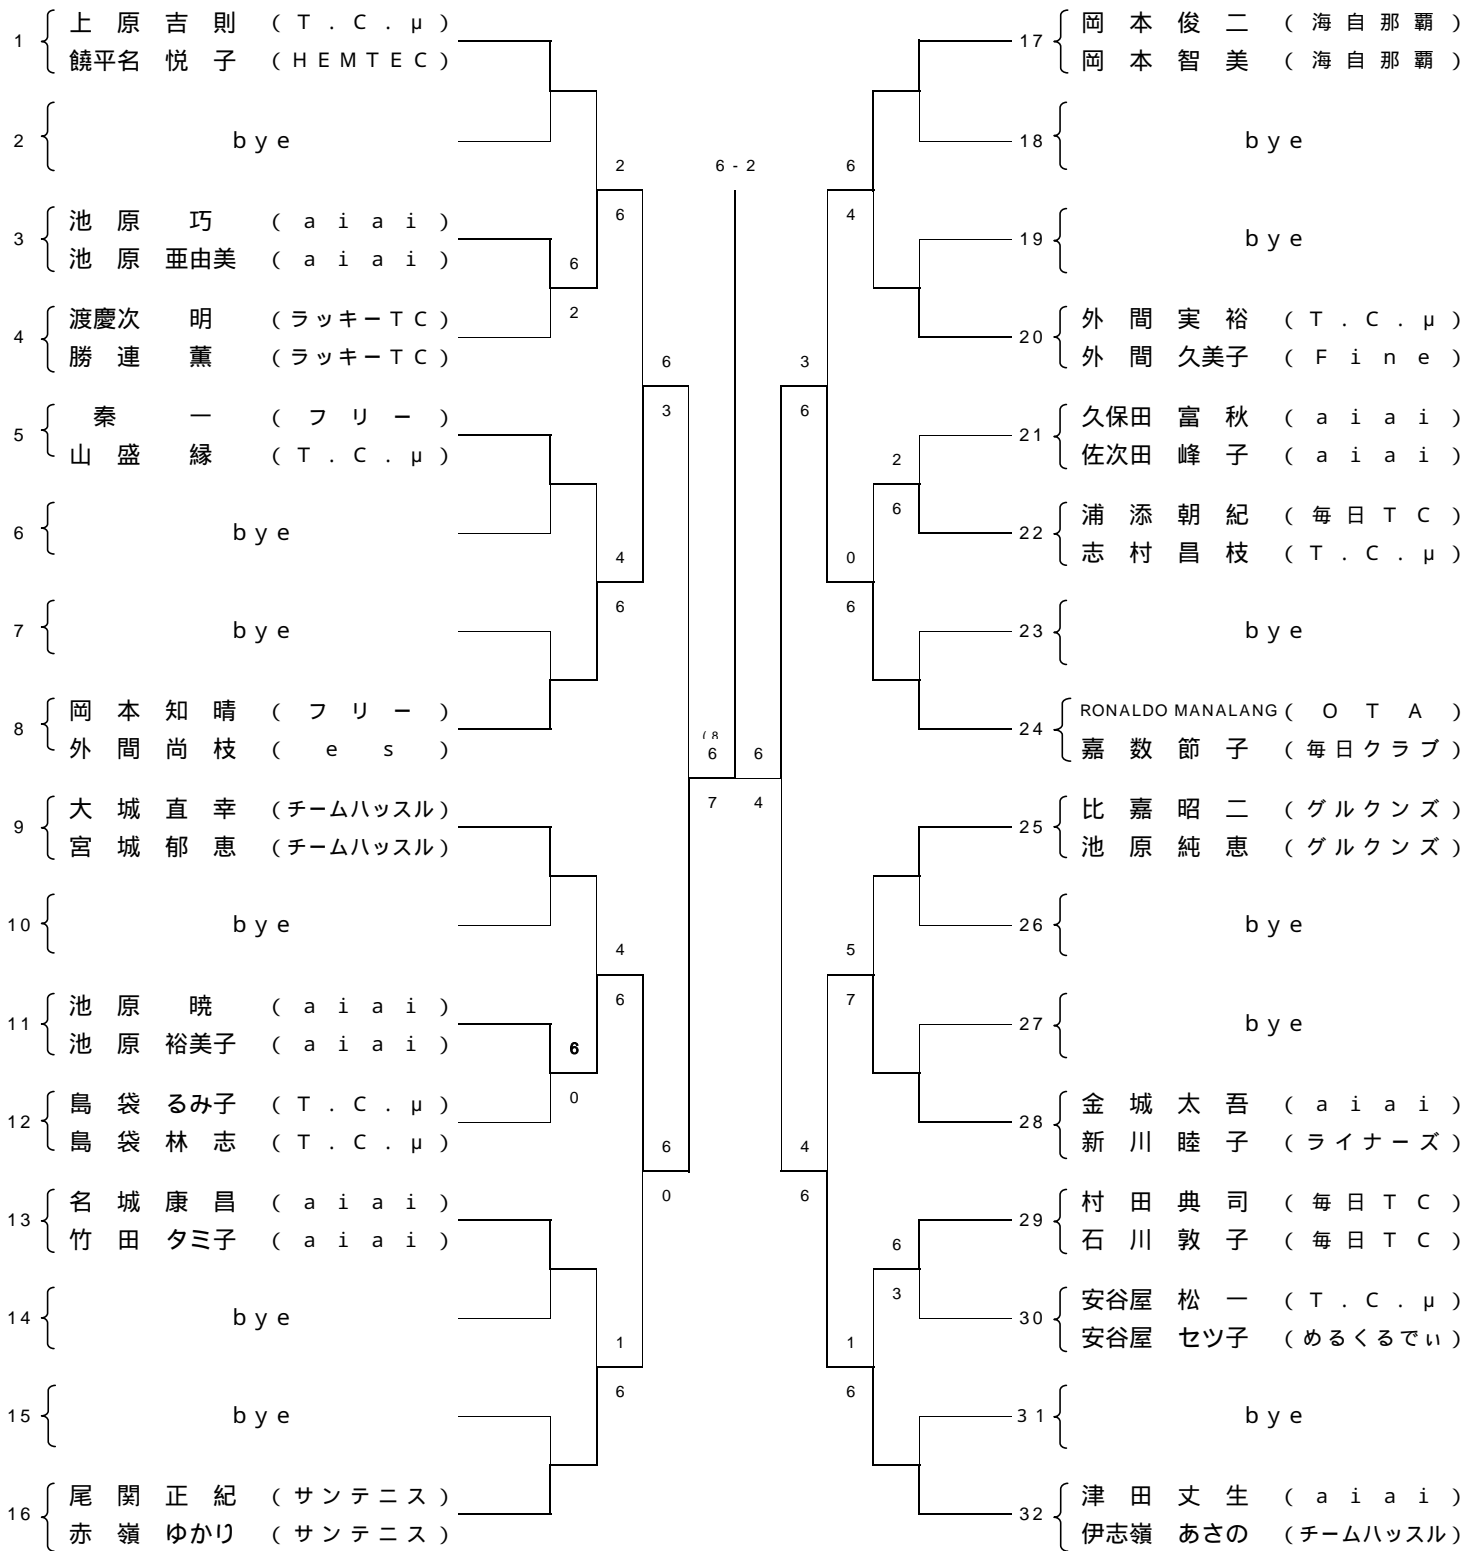 1 上原吉則 (T.C.μ)
饒平名 悦子 (HEMTEC)
2 bye
3 池原 巧 (aiai)
池原 亜由美 (aiai)
4 渡慶次 明 (ラッキーTC)
勝連 薫 (ラッキーTC)
5 秦 一 (フリー)
山盛 縁 (T.C.μ)
6 bye
7 bye
8 岡本知晴 (フリー)
外間尚枝 (es)
9 大城直幸 (チームハッスル)
宮城郁恵 (チームハッスル)
10 bye
11 池原 暁 (aiai)
池原 裕美子 (aiai)
12 島袋 るみ子 (T.C.μ)
島袋林志 (T.C.μ)
13 名城康昌 (aiai)
竹田 タミ子 (aiai)
14 bye
15 bye
16 尾関正紀 (サンテニス)
赤嶺 ゆかり (サンテニス)
6
2
6
0
2
6
4
6
4
6
1
6
6
3
6
0
(8
6
7
6-2
6
4
3
6
4
6
6
4
0
6
5
7
1
6
2
6
6
3
17 岡本俊二 (海自那覇)
岡本智美 (海自那覇)
18 bye
19 bye
20 外間実裕 (T.C.μ)
外間 久美子 (Fine)
21 久保田 富秋 (aiai)
佐次田 峰子 (aiai)
22 浦添朝紀 (毎日TC)
志村昌枝 (T.C.μ)
23 bye
24 RONALDO MANALANG (OTA)
嘉数節子 (毎日クラブ)
25 比嘉昭二 (グルクンズ)
池原純恵 (グルクンズ)
26 bye
27 bye
28 金城太吾 (aiai)
新川睦子 (ライナーズ)
29 村田典司 (毎日TC)
石川敦子 (毎日TC)
30 安谷屋 松一 (T.C.μ)
安谷屋 セツ子 (めるくるでぃ)
31 bye
32 津田丈生 (aiai)
伊志嶺 あさの (チームハッスル)